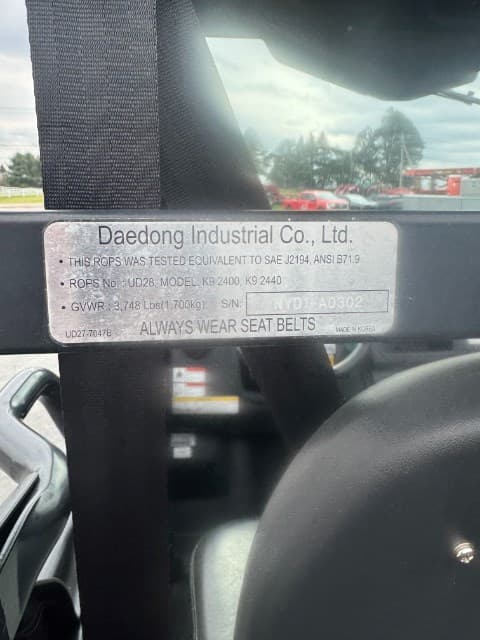 Daedong Industrial Co., Ltd.
• THIS ROPS WAS TESTED EQUIVALENT TO SAE J2194, ANSI B71.9
• ROPS No : UD28, MODEL: K9 2400, K9 2440
• GVWR : 3,748 Lbs(1,700kg) S/N: NYD1-A0302
UD27-7047B ALWAYS WEAR SEAT BELTS MADE IN KOREA